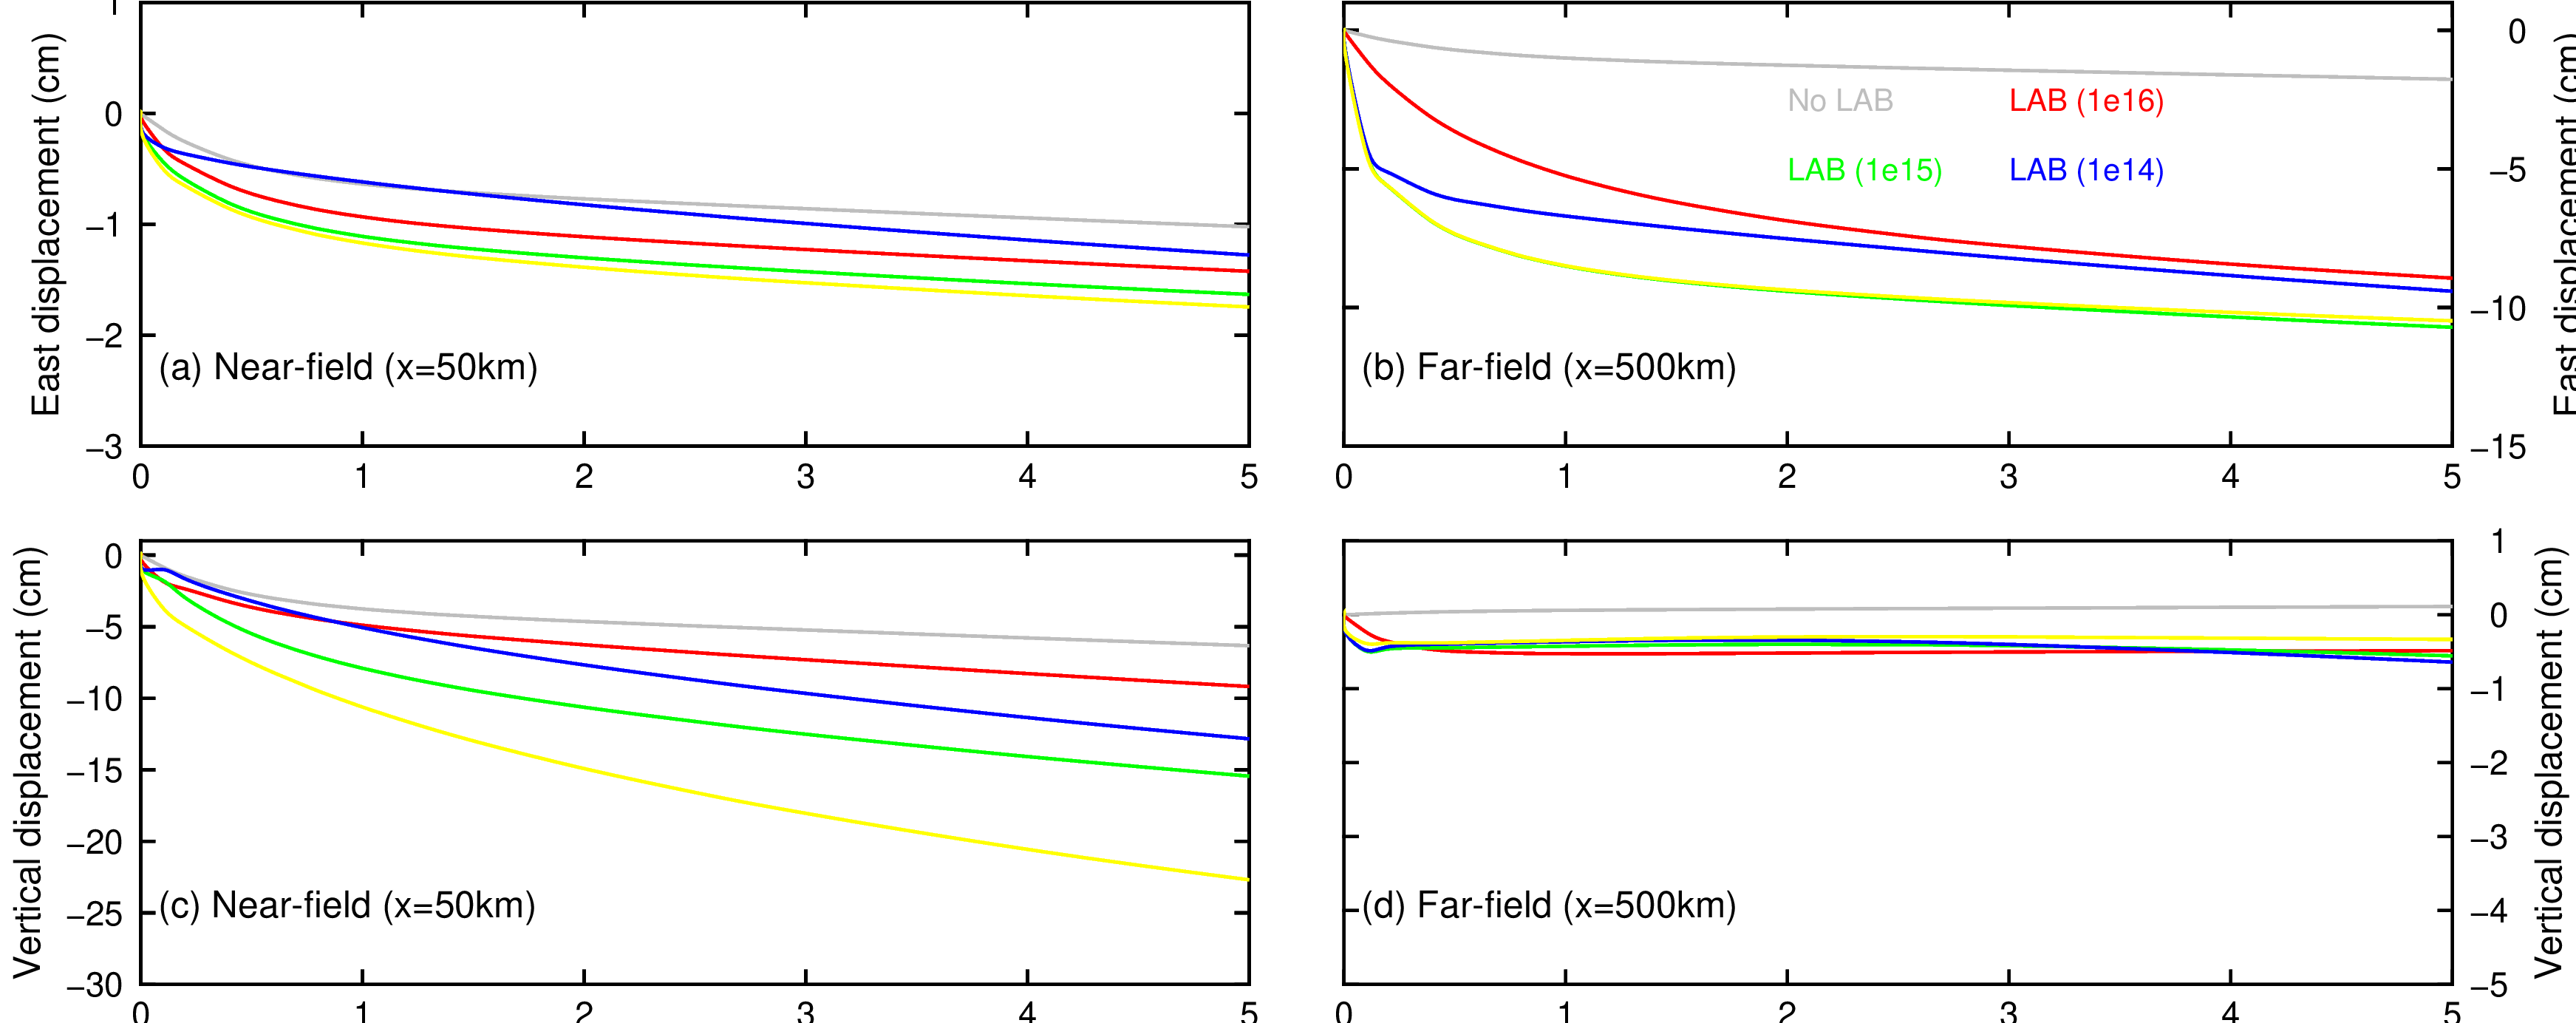 East displacement (cm)
0
−1
−2
−3
(a) Near-field (x=50km)
0 1 2 3 4 5
No LAB LAB (1e16)
LAB (1e15) LAB (1e14)
(b) Far-field (x=500km)
0 1 2 3 4 5
0
−5
−10
−15
East displacement (cm)
Vertical displacement (cm)
0
−5
−10
−15
−20
−25
−30
(c) Near-field (x=50km)
0 1 2 3 4 5
(d) Far-field (x=500km)
0 1 2 3 4 5
1
0
−1
−2
−3
−4
−5
Vertical displacement (cm)